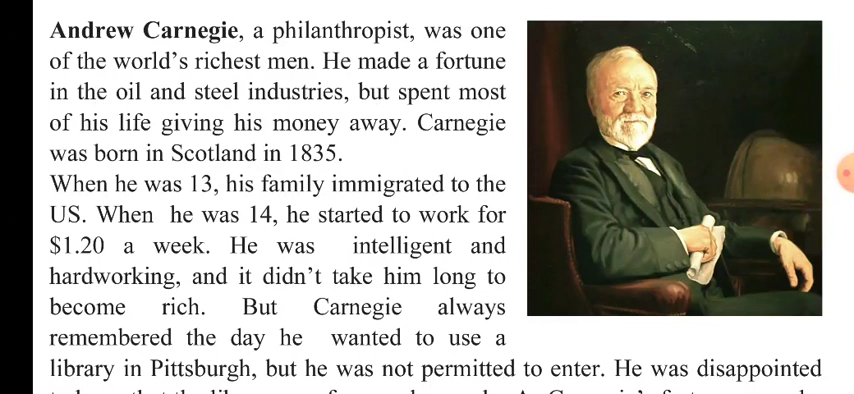 Andrew Carnegie, a philanthropist, was one
of the world’s richest men. He made a fortune
in the oil and steel industries, but spent most
of his life giving his money away. Carnegie
was born in Scotland in 1835.
When he was 13, his family immigrated to the
US. When he was 14, he started to work for
$1.20 a week. He was intelligent and
hardworking, and it didn’t take him long to
become rich. But Carnegie always
remembered the day he wanted to use a
library in Pittsburgh, but he was not permitted to enter. He was disappointed